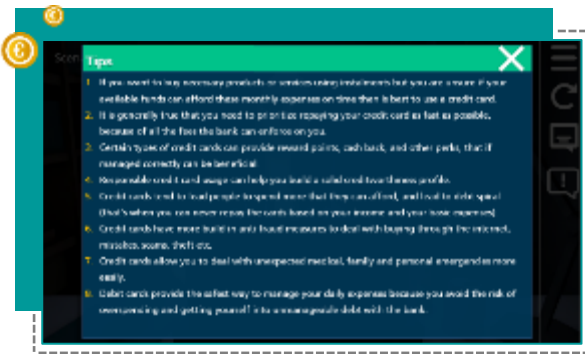 Scen
Tips
1. If you want to buy necessary products or services using instalments but you are unsure if your
available funds can afford these monthly expenses on time then is best to use a credit card.
2. It is generally true that you need to prioritize repaying your credit card as fast as possible,
because of all the fees the bank can enforce on you.
3. Certain types of credit cards can provide reward points, cash back, and other perks, that if
managed correctly can be beneficial.
4. Responsible credit card usage can help you build a solid creditworthiness profile.
5. Credit cards tend to lead people to spend more that they can afford, and lead to debt spiral
(that's when you can never repay the cards based on your income and your basic expenses)
6. Credit cards have more build in anti fraud measures to deal with buying through the internet,
mistakes, scams, theft etc.
7. Credit cards allow you to deal with unexpected medical, family and personal emergencies more
easily.
8. Debit cards provide the safest way to manage your daily expenses because you avoid the risk of
overspending and getting yourself into unmanageable debt with the bank.